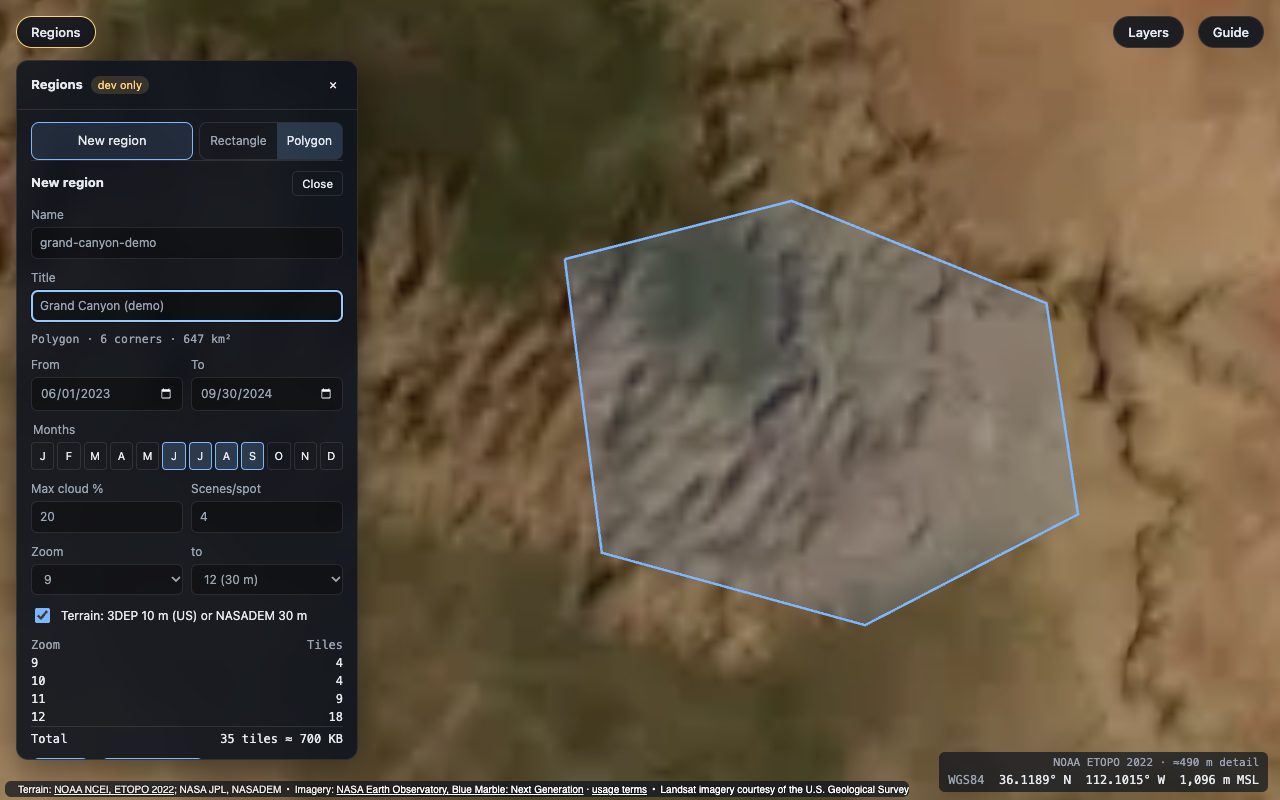 Regions
Layers
Guide
Regions dev only ×
New region Rectangle Polygon
New region Close
Name
grand-canyon-demo
Title
Grand Canyon (demo)
Polygon · 6 corners · 647 km²
From To
06/01/2023 09/30/2024
Months
J F M A M J J A S O N D
Max cloud % Scenes/spot
20 4
Zoom to
9 12 (30 m)
Terrain: 3DEP 10 m (US) or NASADEM 30 m
Zoom Tiles
9 4
10 4
11 9
12 18
Total 35 tiles ≈ 700 KB
NOAA ETOPO 2022 · ≈490 m detail
WGS84 36.1189° N 112.1015° W 1,096 m MSL
Terrain: NOAA NCEI, ETOPO 2022; NASA JPL, NASADEM • Imagery: NASA Earth Observatory, Blue Marble: Next Generation · usage terms • Landsat imagery courtesy of the U.S. Geological Survey